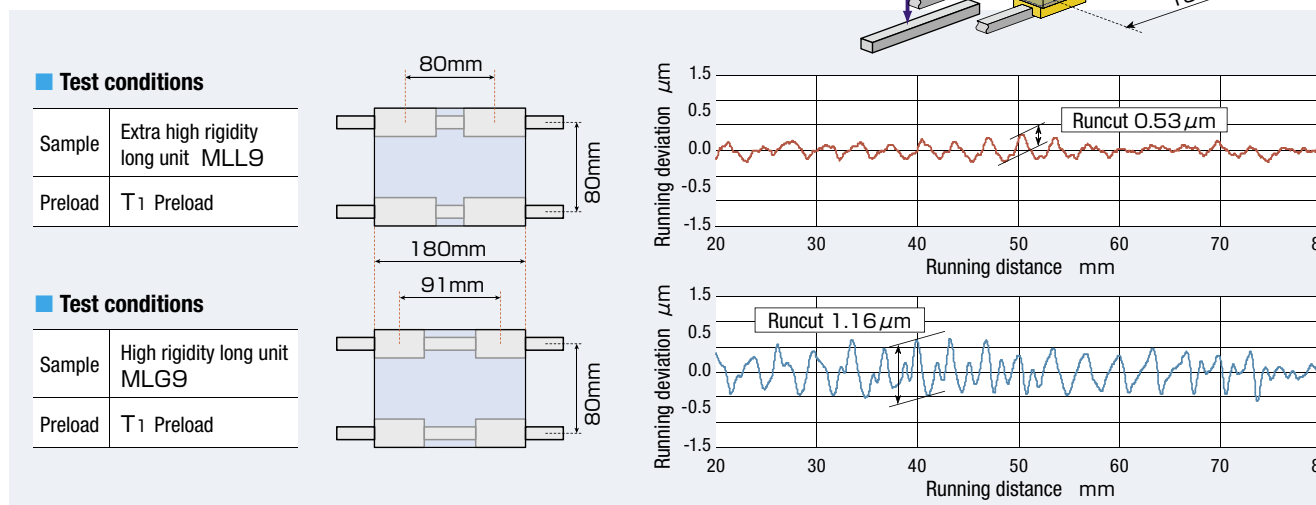 Test conditions
Sample
Extra high rigidity
long unit MLL9
Preload
T1 Preload
80mm
80mm
180mm
Running deviation μm
1.5
0.5
0.0
-0.5
-1.5
Runcut 0.53μm
20 30 40 50 60 70 8
Running distance mm
Test conditions
Sample
High rigidity long unit
MLG9
Preload
T1 Preload
91mm
80mm
Running deviation μm
1.5
0.5
0.0
-0.5
-1.5
Runcut 1.16μm
20 30 40 50 60 70 8
Running distance mm